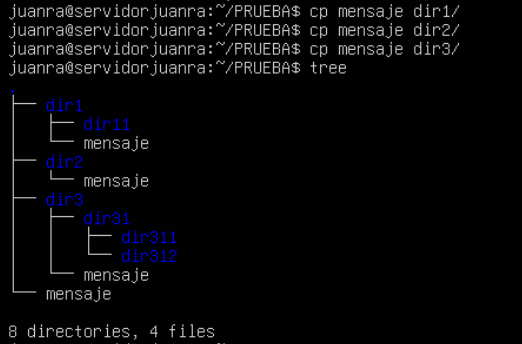 juanra@servidorjuanra:~/PRUEBA$ cp mensaje dir1/
juanra@servidorjuanra:~/PRUEBA$ cp mensaje dir2/
juanra@servidorjuanra:~/PRUEBA$ cp mensaje dir3/
juanra@servidorjuanra:~/PRUEBA$ tree
.
├── dir1
│   ├── dir11
│   └── mensaje
├── dir2
│   └── mensaje
├── dir3
│   ├── dir31
│   │   ├── dir311
│   │   └── dir312
│   └── mensaje
└── mensaje
8 directories, 4 files